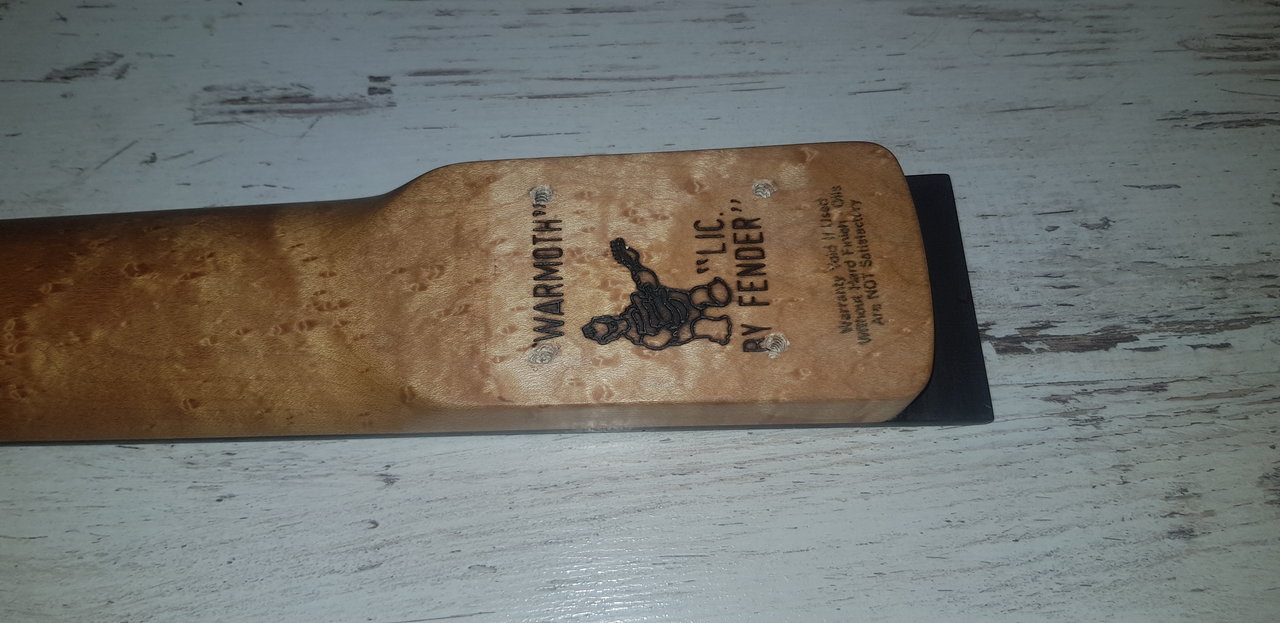 "WARMOTH"
"LIC.
BY FENDER"
Warranty Void If Used
Without Hard Finish. Oils
Are NOT Satisfactory